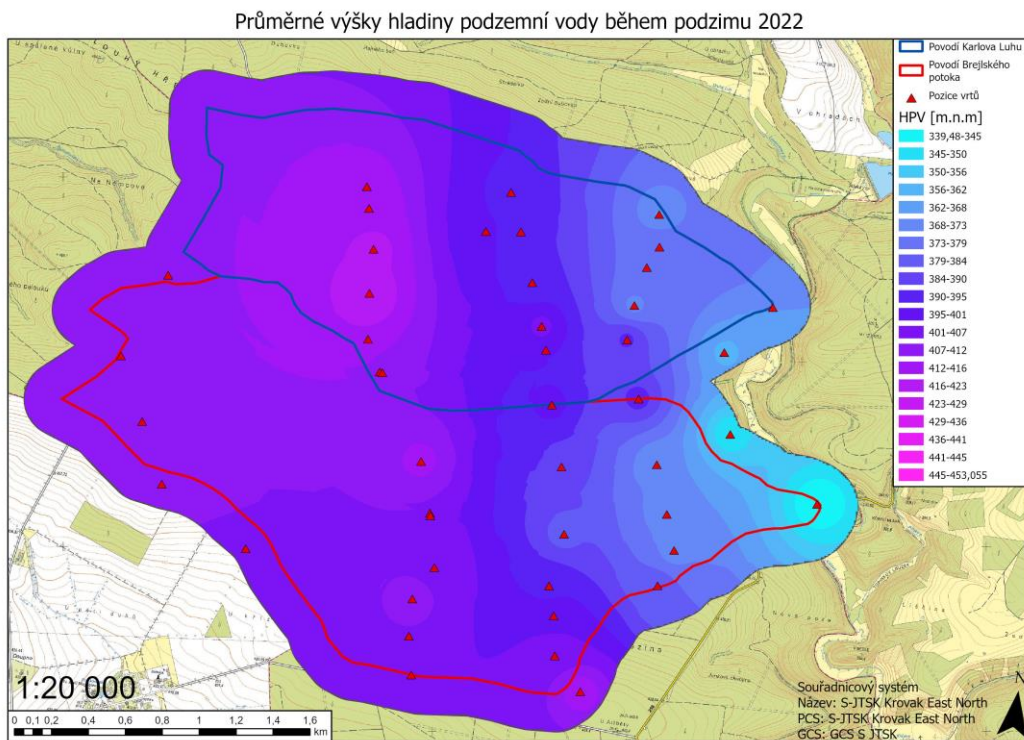 Průměrné výšky hladiny podzemní vody během podzimu 2022
Povodí Karlova Luhu
Povodí Brejlského
potoka
Pozice vrtů
HPV [m.n.m]
339,48-345
345-350
350-356
356-362
362-368
368-373
373-379
379-384
384-390
390-395
395-401
401-407
407-412
412-416
416-423
423-429
429-436
436-441
441-445
445-453,055
V ohradách
1:20 000
0 0,1 0,2 0,4 0,6 0,8 1 1,2 1,4 1,6
km
Souřadnicový systém
Název: S-JTSK Krovak East North
PCS: S-JTSK Krovak East North
GCS: GCS S JTSK
N